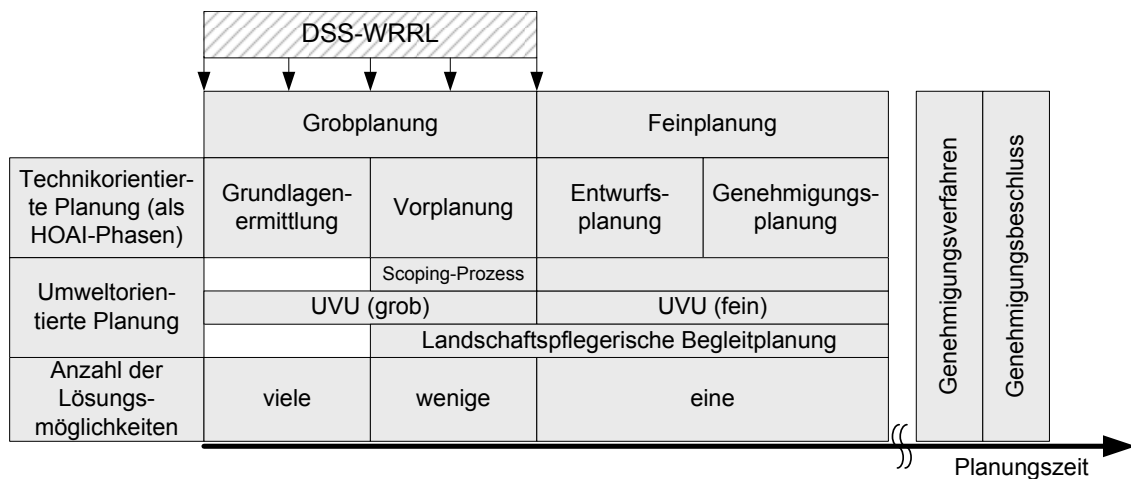 DSS-WRRL
Grobplanung
Feinplanung
Technikorientier-
te Planung (als
HOAI-Phasen)
Grundlagen-
ermittlung
Vorplanung
Entwurfs-
planung
Genehmigungs-
planung
Umweltorien-
tierte Planung
Scoping-Prozess
UVU (grob)
UVU (fein)
Landschaftspflegerische Begleitplanung
Anzahl der
Lösungs-
möglichkeiten
viele
wenige
eine
Genehmigungsverfahren
Genehmigungsbeschluss
Planungszeit